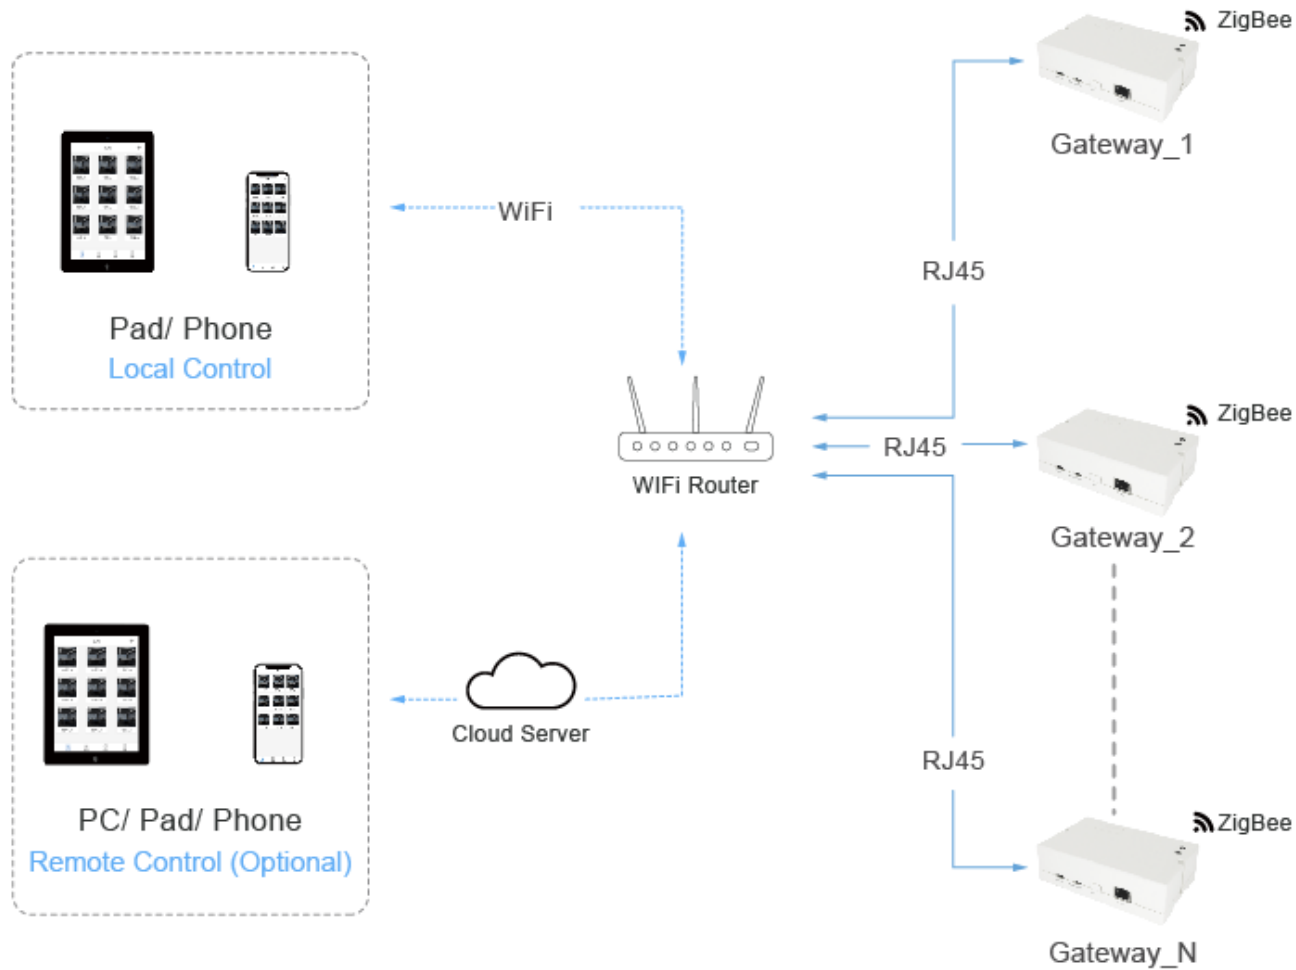 ZigBee
Gateway_1
WiFi
Pad/ Phone
Local Control
RJ45
ZigBee
RJ45
WIFi Router
Gateway_2
Cloud Server
RJ45
PC/ Pad/ Phone
Remote Control (Optional)
ZigBee
Gateway_N